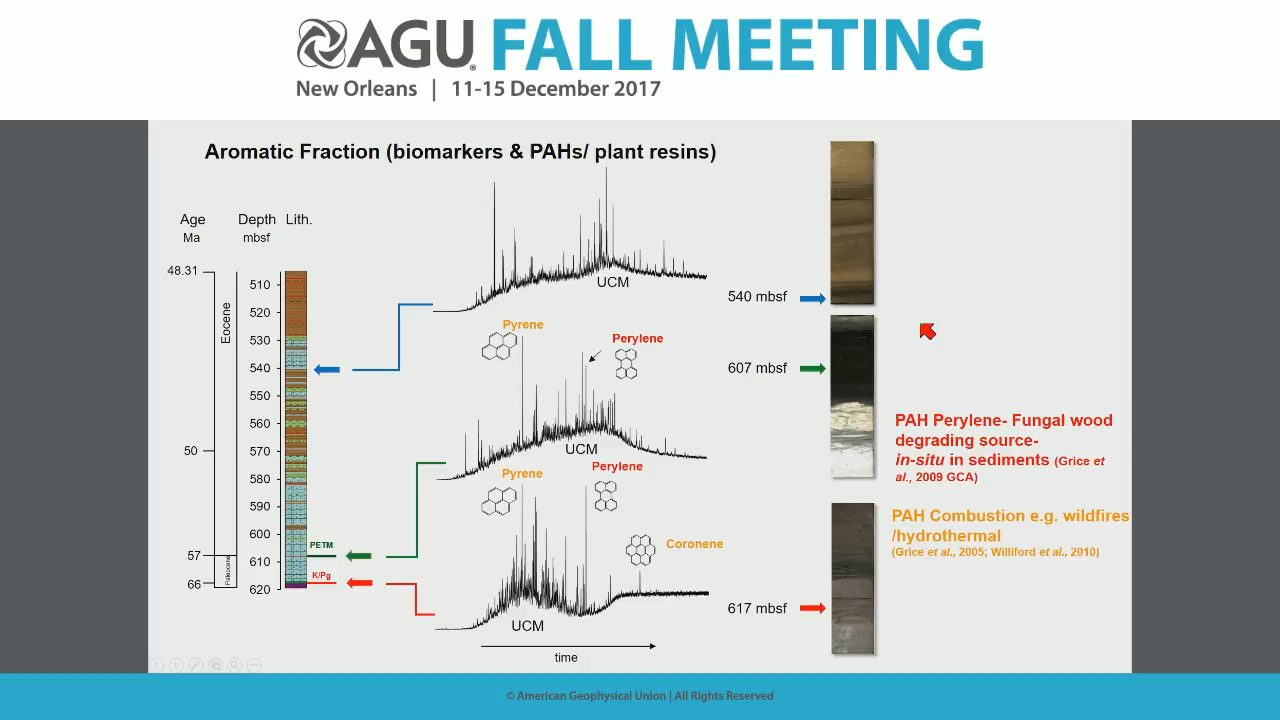 AGU FALL MEETING
New Orleans | 11-15 December 2017
Aromatic Fraction (biomarkers & PAHs/ plant resins)
Age
Ma
Depth
mbsf
Lith.
48.31
50
57
66
Eocene
Paleocene
510
520
530
540
550
560
570
580
590
600
610
620
PETM
K/Pg
UCM
Pyrene
Perylene
UCM
Pyrene
Perylene
Coronene
UCM
time
540 mbsf
607 mbsf
617 mbsf
PAH Perylene- Fungal wood
degrading source-
in-situ in sediments (Grice et
al., 2009 GCA)
PAH Combustion e.g. wildfires
/hydrothermal
(Grice et al., 2005; Williford et al., 2010)
© American Geophysical Union | All Rights Reserved